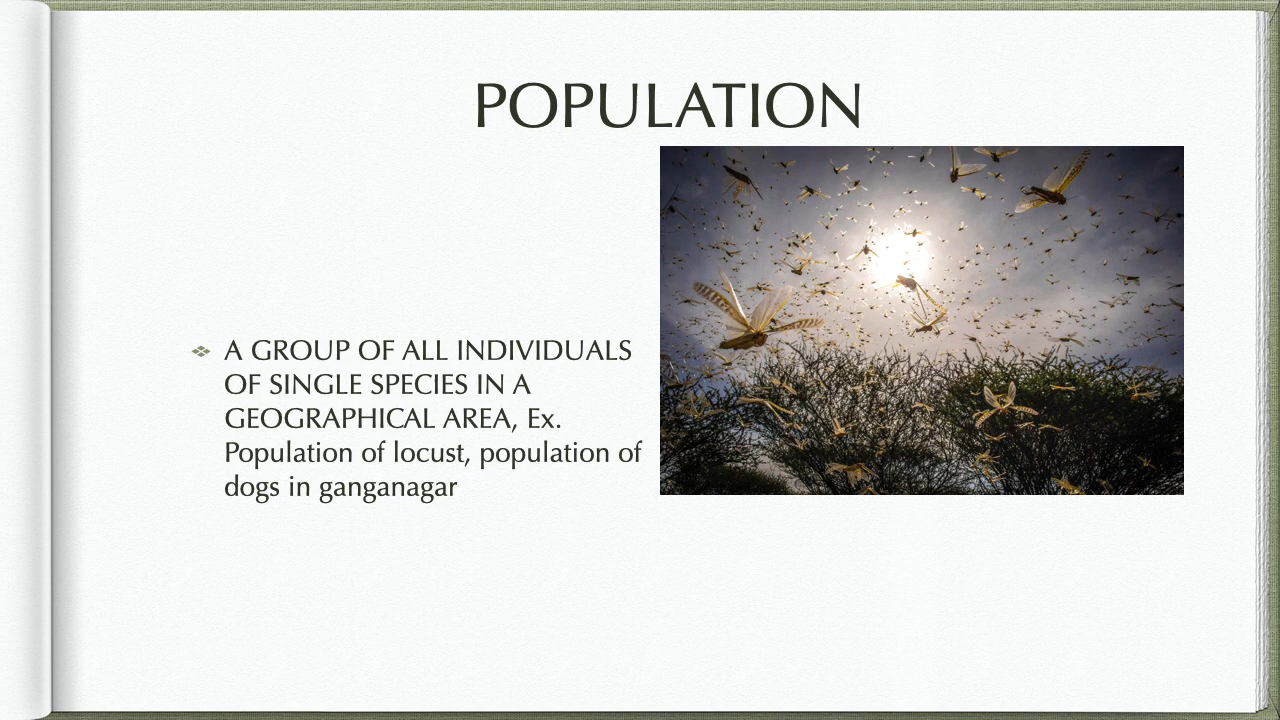 POPULATION
A GROUP OF ALL INDIVIDUALS
OF SINGLE SPECIES IN A
GEOGRAPHICAL AREA, Ex.
Population of locust, population of
dogs in ganganagar